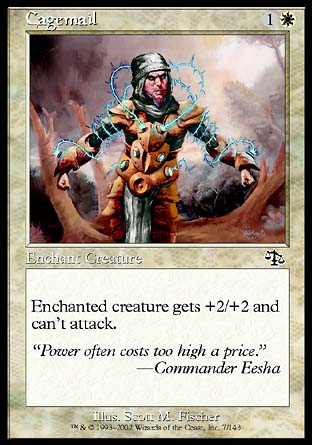 Cagemail 1
Enchant Creature
Enchanted creature gets +2/+2 and
can't attack.
“Power often costs too high a price.”
—Commander Eesha
Illus. Scott M. Fischer
™ & © 1993–2002 Wizards of the Coast, Inc. 7/143